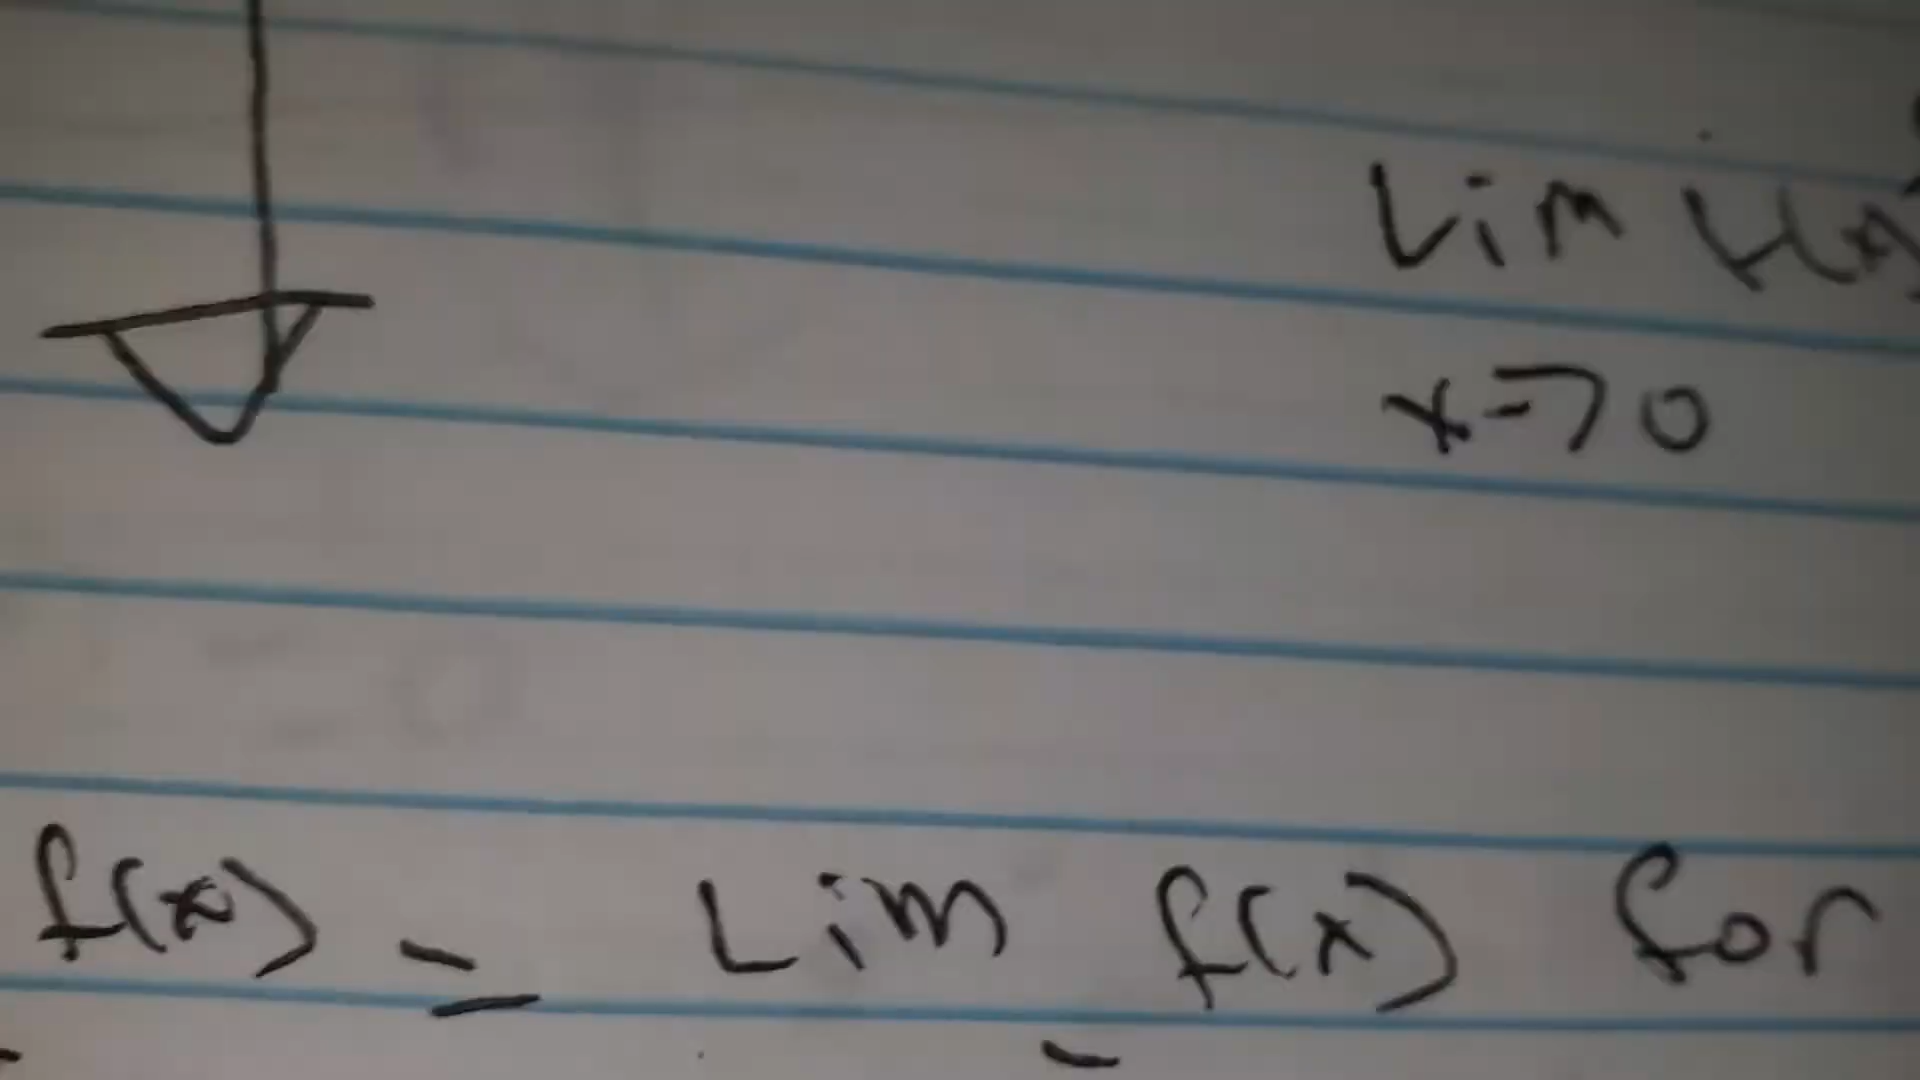 Lim f(x)
x→0
f(x) = Lim f(x) for